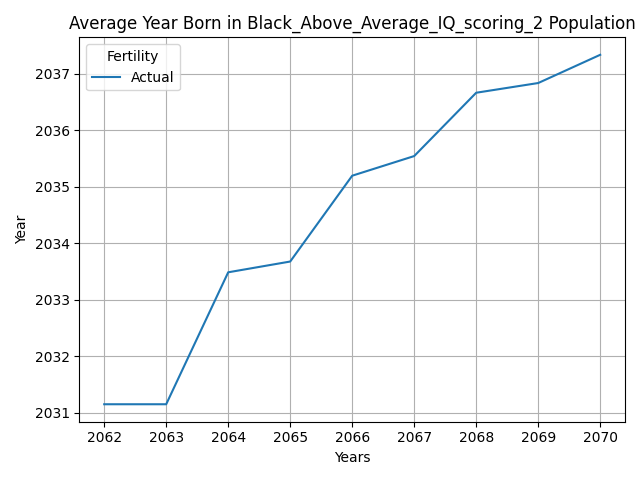 Average Year Born in Black_Above_Average_IQ_scoring_2 Population
Fertility
Actual
2037
2036
2035
2034
2033
2032
2031
Year
2062 2063 2064 2065 2066 2067 2068 2069 2070
Years